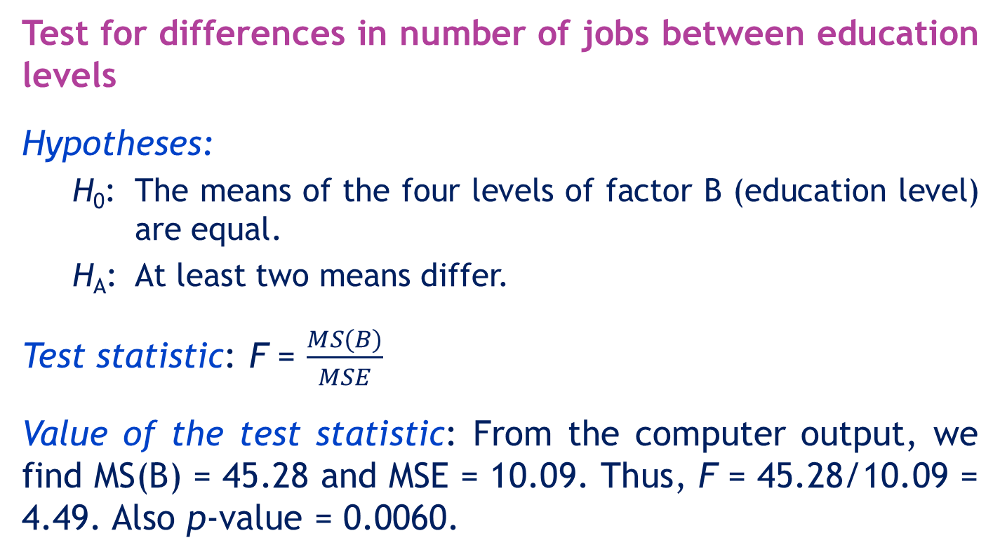 Test for differences in number of jobs between education
levels
Hypotheses:
H0: The means of the four levels of factor B (education level)
are equal.
HA: At least two means differ.
Test statistic: F = MS(B)/MSE
Value of the test statistic: From the computer output, we
find MS(B) = 45.28 and MSE = 10.09. Thus, F = 45.28/10.09 =
4.49. Also p-value = 0.0060.